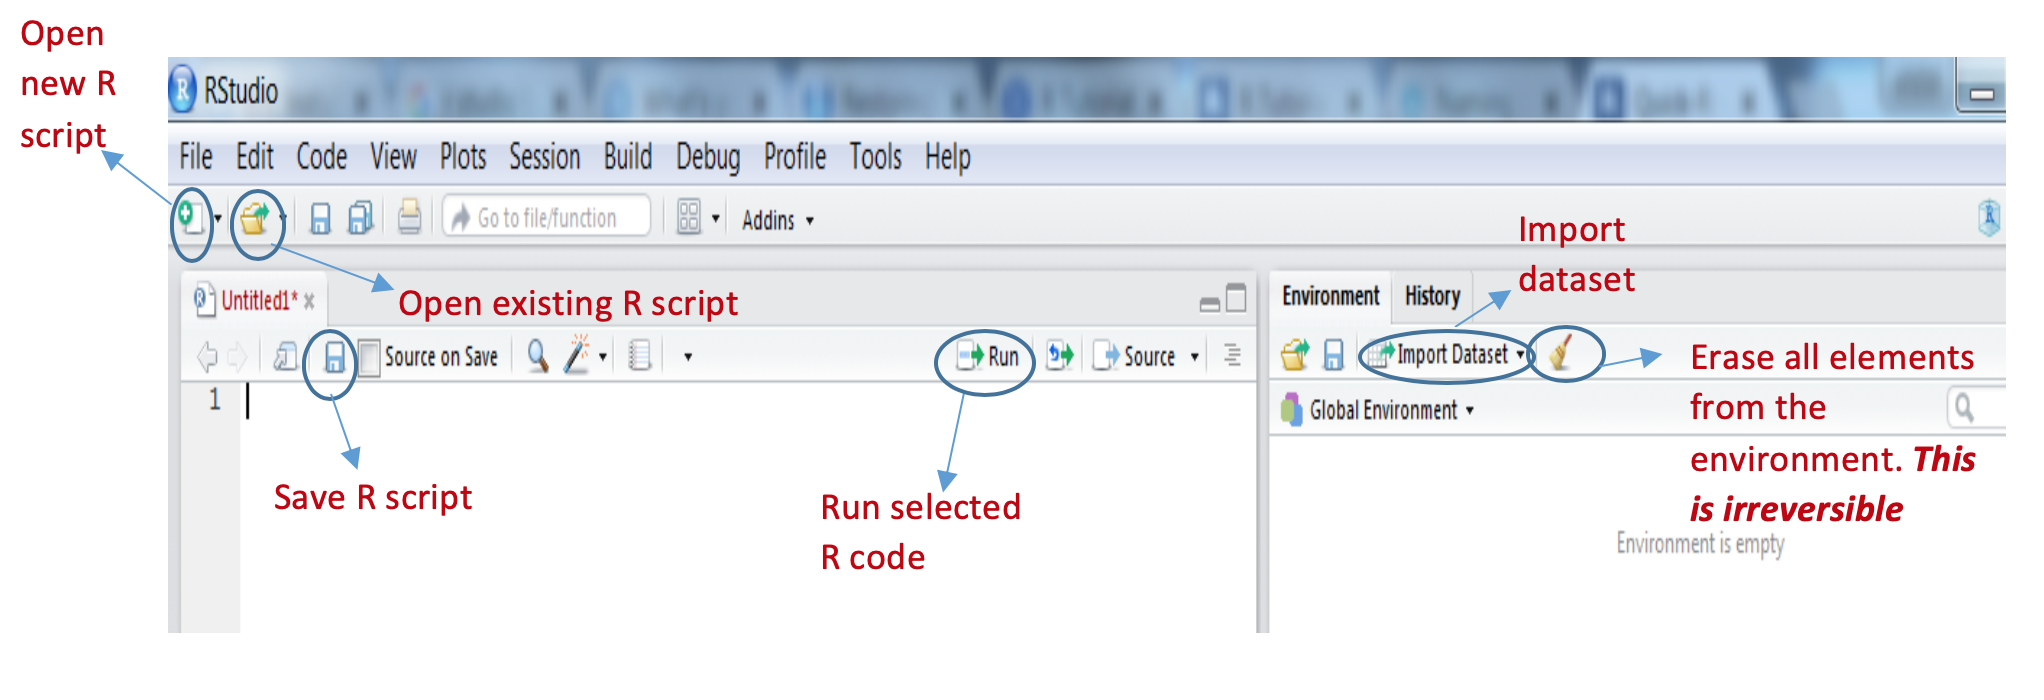 Open
new R
script
RStudio
File Edit Code View Plots Session Build Debug Profile Tools Help
Go to file/function
Addins
Import
dataset
Untitled1*
Open existing R script
Environment History
Source on Save
Run
Source
Import Dataset
1
Global Environment
Erase all elements
from the
environment. This
is irreversible
Save R script
Run selected
R code
Environment is empty